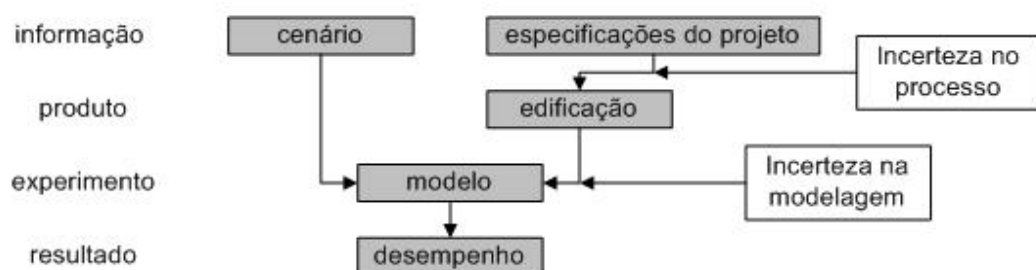 informação
cenário
especificações do projeto
Incerteza no
processo
produto
edificação
experimento
modelo
Incerteza na
modelagem
resultado
desempenho